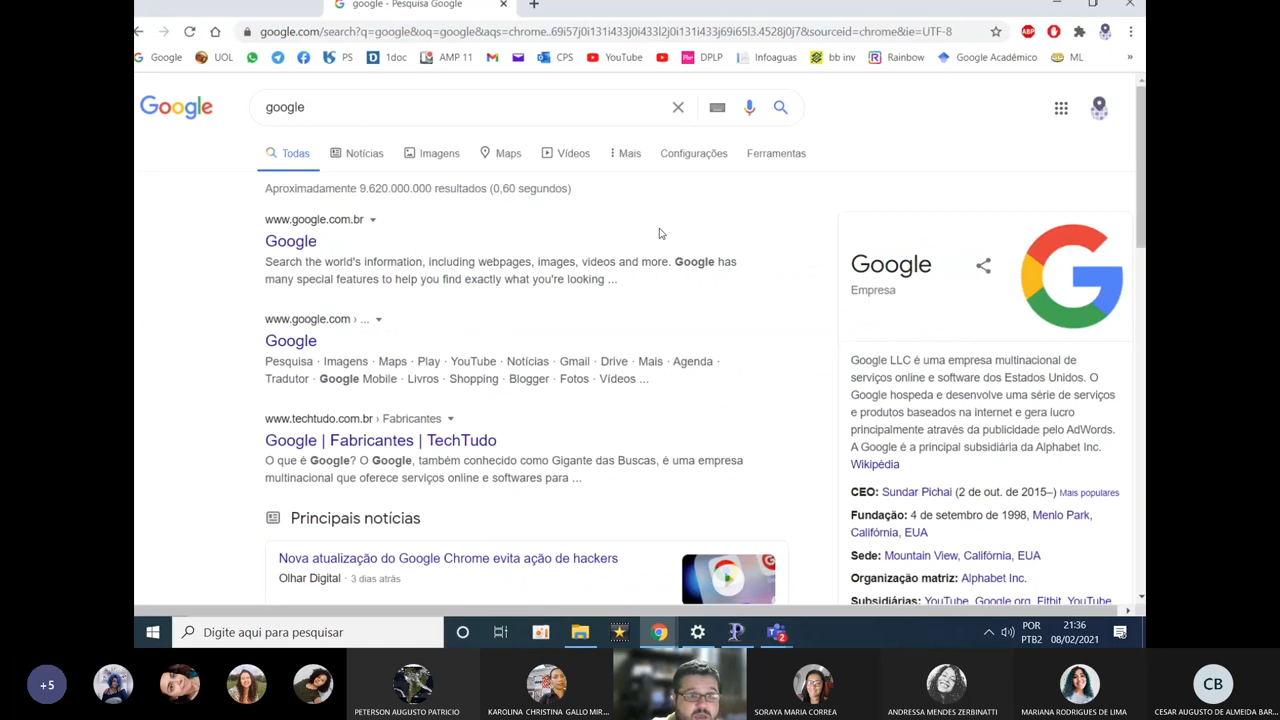 google - Pesquisa Google
google.com/search?q=google&oq=google&aqs=chrome..69i57j0i131i433j0i433l2j0i131i433j69i65l3.4528j0j7&sourceid=chrome&ie=UTF-8
ABP
Google UOL PS 1doc AMP 11 CPS YouTube DPLP Infoaguas bb inv Rainbow Google Acadêmico ML »
Google
google
Todas Notícias Imagens Maps Vídeos Mais Configurações Ferramentas
Aproximadamente 9.620.000.000 resultados (0,60 segundos)
www.google.com.br
Google
Search the world's information, including webpages, images, videos and more. Google has
many special features to help you find exactly what you're looking ...
www.google.com › ...
Google
Pesquisa · Imagens · Maps · Play · YouTube · Notícias · Gmail · Drive · Mais · Agenda ·
Tradutor · Google Mobile · Livros · Shopping · Blogger · Fotos · Vídeos ...
www.techtudo.com.br › Fabricantes
Google | Fabricantes | TechTudo
O que é Google? O Google, também conhecido como Gigante das Buscas, é uma empresa
multinacional que oferece serviços online e softwares para ...
Principais notícias
Nova atualização do Google Chrome evita ação de hackers
Olhar Digital · 3 dias atrás
Google
Empresa
Google LLC é uma empresa multinacional de
serviços online e software dos Estados Unidos. O
Google hospeda e desenvolve uma série de serviços
e produtos baseados na internet e gera lucro
principalmente através da publicidade pelo AdWords.
A Google é a principal subsidiária da Alphabet Inc.
Wikipédia
CEO: Sundar Pichai (2 de out. de 2015–) Mais populares
Fundação: 4 de setembro de 1998, Menlo Park,
Califórnia, EUA
Sede: Mountain View, Califórnia, EUA
Organização matriz: Alphabet Inc.
Subsidiárias: YouTube, Google.org, Fitbit, YouTube
Digite aqui para pesquisar
2
POR
PTB2
21:36
08/02/2021
+5
PETERSON AUGUSTO PATRICIO
KAROLINA CHRISTINA GALLO MIR...
SORAYA MARIA CORREA
ANDRESSA MENDES ZERBINATTI
MARIANA RODRIGUES DE LIMA
CB
CESAR AUGUSTO DE ALMEIDA BAR...